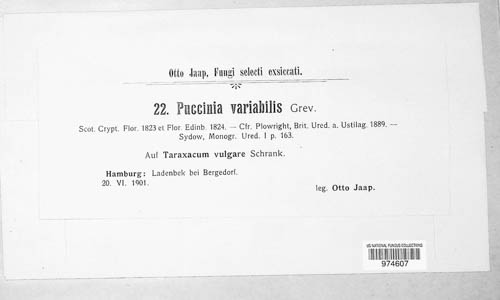 Otto Jaap, Fungi selecti exsiccati.
22. Puccinia variabilis Grev.
Scot. Crypt. Flor. 1823 et Flor. Edinb. 1824. — Cfr. Plowright, Brit. Ured. a. Ustilag. 1889. —
Sydow, Monogr. Ured. I p. 163.
Auf Taraxacum vulgare Schrank.
Hamburg: Ladenbek bei Bergedorf.
20. VI. 1901.
leg. Otto Jaap.
US NATIONAL FUNGUS COLLECTIONS
974607